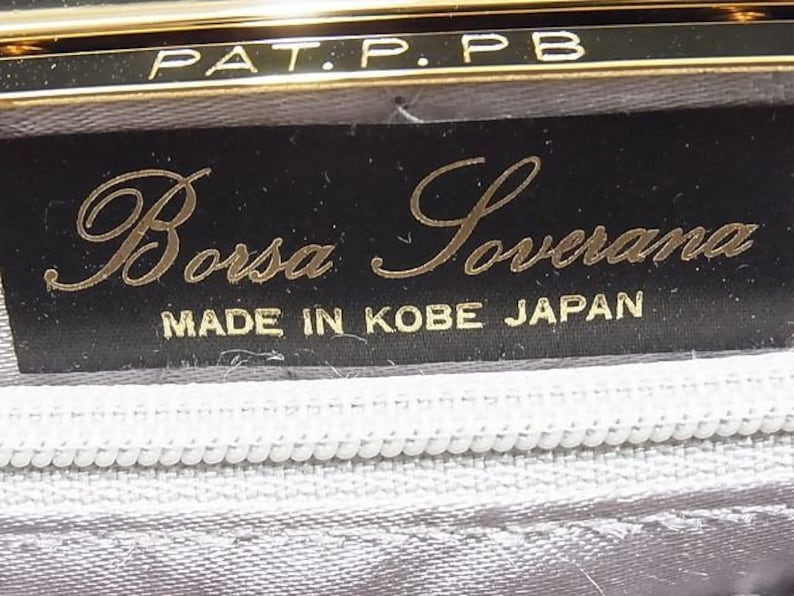 PAT.P.PB
Borsa Soverana
MADE IN KOBE JAPAN